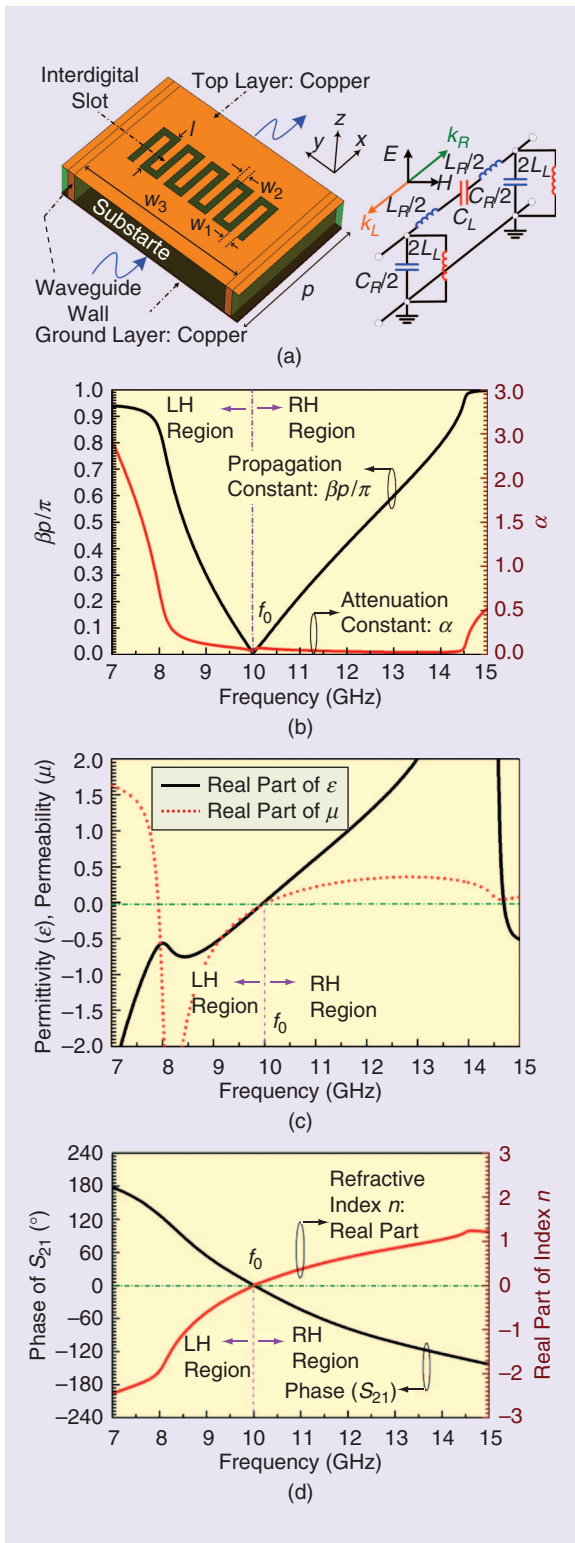 Interdigital
Slot
Top Layer: Copper
l
z
y
x
w3
w2
w1
Substarte
p
Waveguide
Wall
Ground Layer: Copper
E
kR
H
kL
LR/2
CL
LR/2
CR/2
2LL
CR/2
2LL
(a)
1.0
0.9
0.8
0.7
0.6
0.5
0.4
0.3
0.2
0.1
0.0
βp/π
LH
Region
RH
Region
Propagation
Constant: βp/π
f0
Attenuation
Constant: α
3.0
3.0
2.0
1.5
1.0
0.5
0.0
α
7 8 9 10 11 12 13 14 15
Frequency (GHz)
(b)
2.0
1.5
1.0
0.5
0.0
−0.5
−1.0
−1.5
−2.0
Permittivity (ε), Permeability (μ)
Real Part of ε
Real Part of μ
LH
Region
RH
Region
f0
7 8 9 10 11 12 13 14 15
Frequency (GHz)
(c)
240
180
120
60
0
−60
−120
−180
−240
Phase of S21 (°)
Refractive
Index n:
Real Part
f0
LH
Region
RH
Region
Phase (S21)
3
2
1
0
−1
−2
−3
Real Part of Index n
7 8 9 10 11 12 13 14 15
Frequency (GHz)
(d)